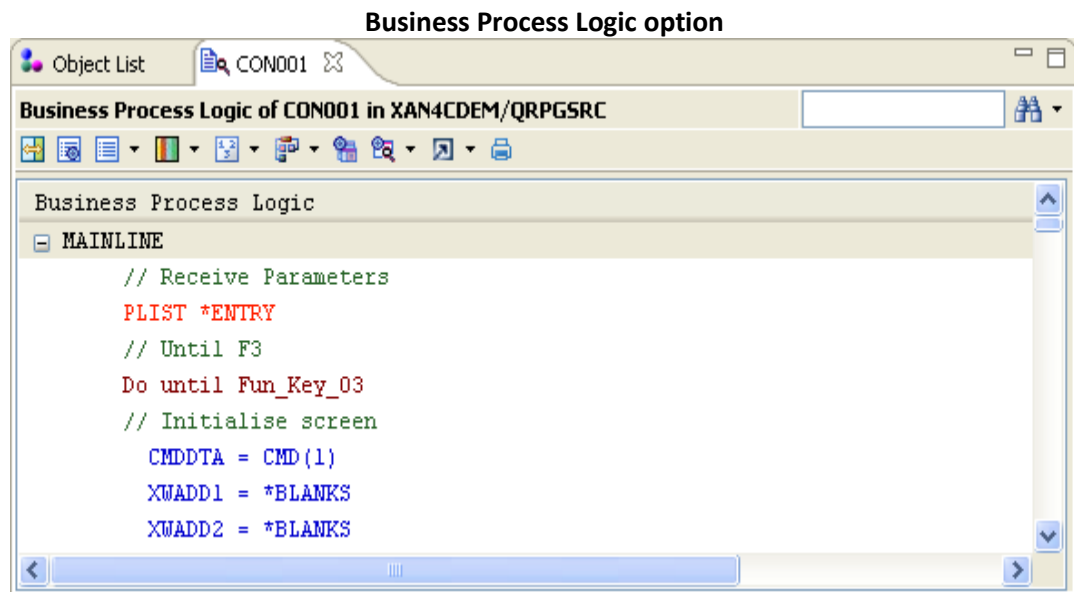 Business Process Logic option
Object List CON001
Business Process Logic of CON001 in XAN4CDEM/QRPGSRC
Business Process Logic
MAINLINE
// Receive Parameters
PLIST *ENTRY
// Until F3
Do until Fun_Key_03
// Initialise screen
CMDDTA = CMD(1)
XWADD1 = *BLANKS
XWADD2 = *BLANKS